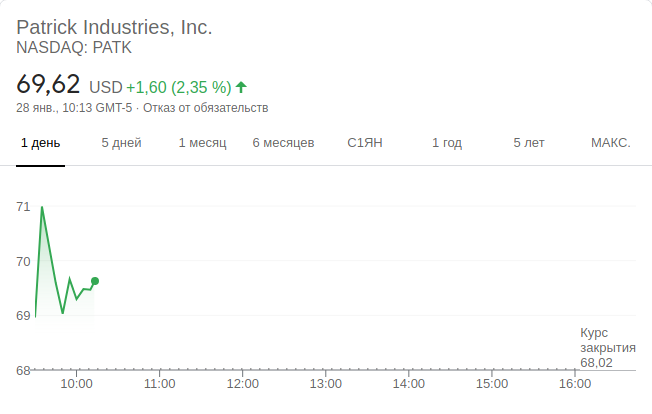 Patrick Industries, Inc.
NASDAQ: PATK
69,62 USD +1,60 (2,35 %)
28 янв., 10:13 GMT-5 · Отказ от обязательств
1 день 5 дней 1 месяц 6 месяцев С1ЯН 1 год 5 лет МАКС.
71
70
69
68
Курс
закрытия
68,02
10:00 11:00 12:00 13:00 14:00 15:00 16:00